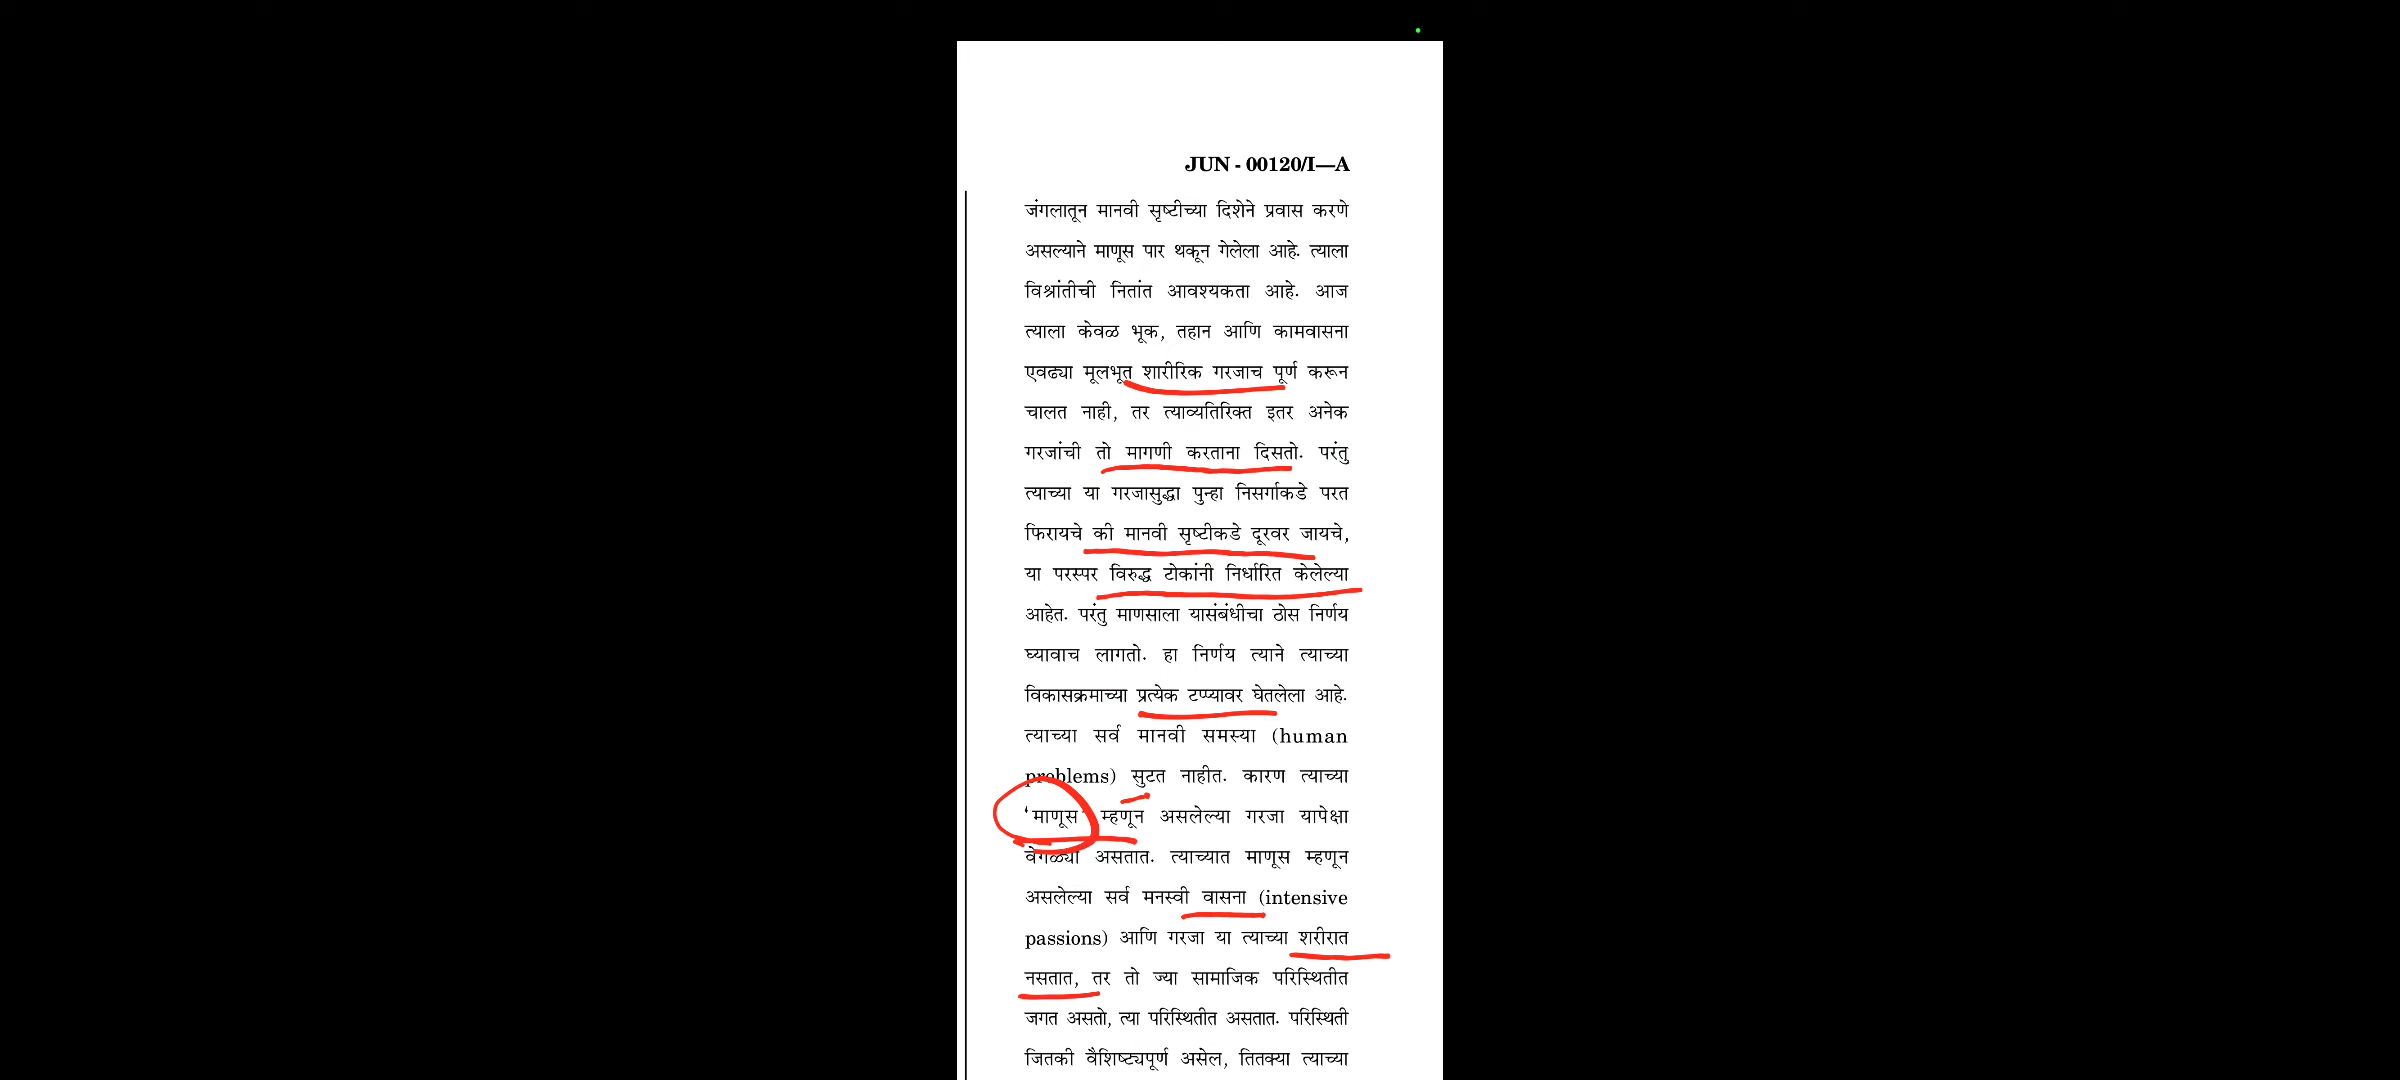 JUN - 00120/I—A
जंगलातून मानवी सृष्टीच्या दिशेने प्रवास करणे
असल्याने माणूस पार थकून गेलेला आहे. त्याला
विश्रांतीची नितांत आवश्यकता आहे. आज
त्याला केवळ भूक, तहान आणि कामवासना
एवढ्या मूलभूत शारीरिक गरजाच पूर्ण करून
चालत नाही, तर त्याव्यतिरिक्त इतर अनेक
गरजांची तो मागणी करताना दिसतो. परंतु
त्याच्या या गरजासुद्धा पुन्हा निसर्गाकडे परत
फिरायचे की मानवी सृष्टीकडे दूरवर जायचे,
या परस्पर विरुद्ध टोकांनी निर्धारित केलेल्या
आहेत. परंतु माणसाला यासंबंधीचा ठोस निर्णय
घ्यावाच लागतो. हा निर्णय त्याने त्याच्या
विकासक्रमाच्या प्रत्येक टप्प्यावर घेतलेला आहे.
त्याच्या सर्व मानवी समस्या (human
problems) सुटत नाहीत. कारण त्याच्या
‘माणूस’ म्हणून असलेल्या गरजा यापेक्षा
वेगळ्या असतात. त्याच्यात माणूस म्हणून
असलेल्या सर्व मनस्वी वासना (intensive
passions) आणि गरजा या त्याच्या शरीरात
नसतात, तर तो ज्या सामाजिक परिस्थितीत
जगत असतो, त्या परिस्थितीत असतात. परिस्थिती
जितकी वैशिष्ट्यपूर्ण असेल, तितक्या त्याच्या